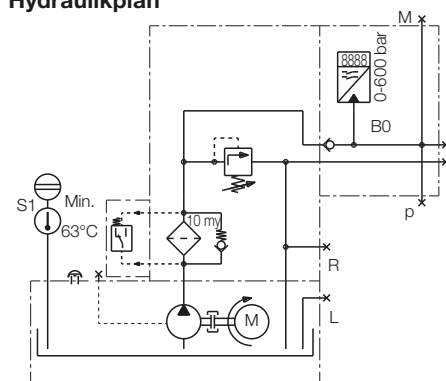 Hydraulikplan
M
8888
0-600 bar
B0
S1
Min.
63°C
10 my
p
R
L
M